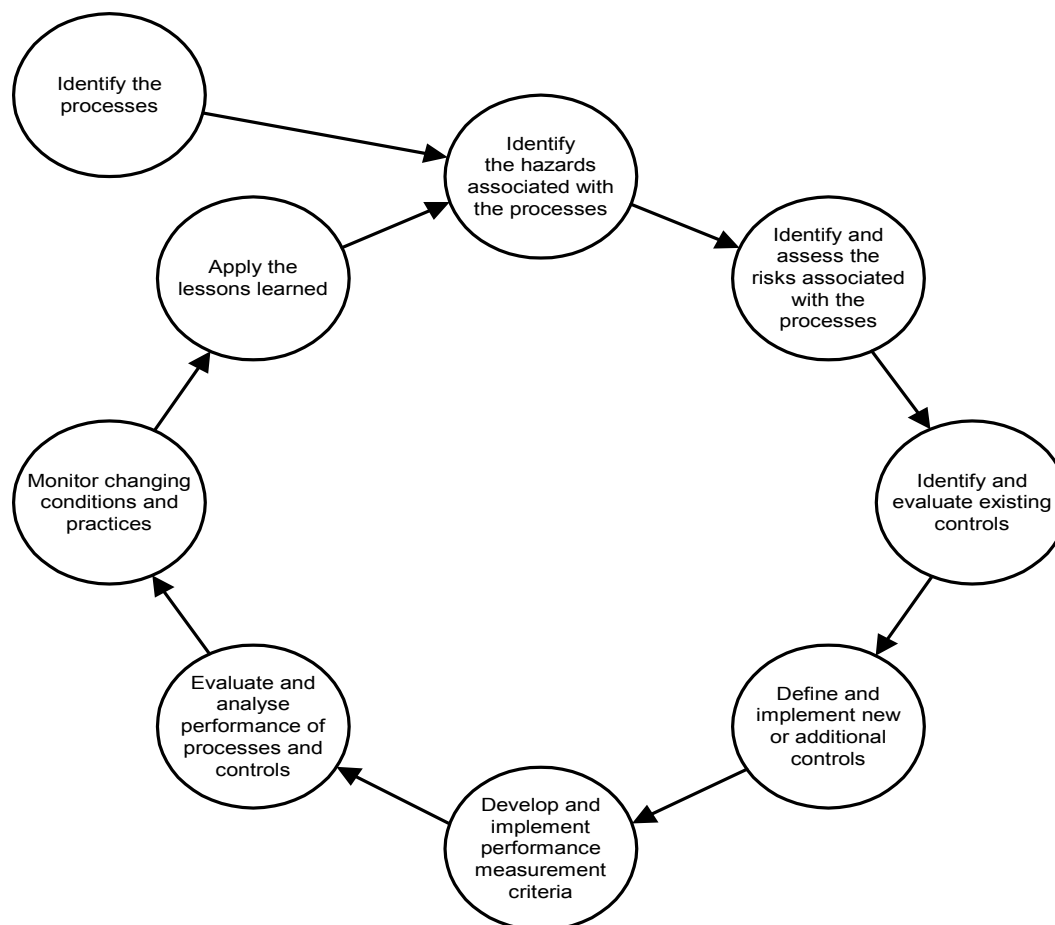 Identify the
processes
Identify
the hazards
associated with
the processes
Identify and
assess the
risks associated
with the
processes
Identify and
evaluate existing
controls
Define and
implement new
or additional
controls
Develop and
implement
performance
measurement
criteria
Evaluate and
analyse
performance of
processes and
controls
Monitor changing
conditions and
practices
Apply the
lessons learned